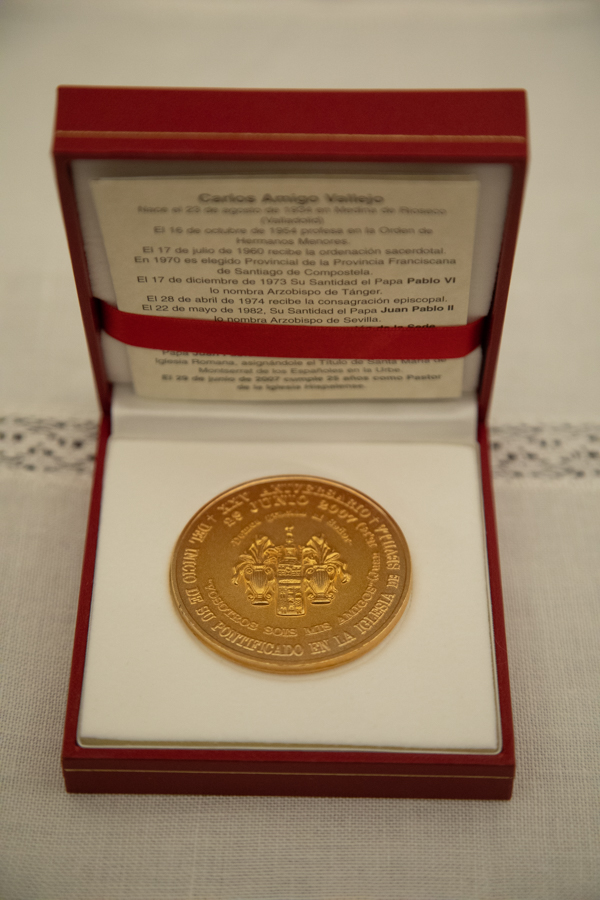 Carlos Amigo Vallejo
Nace el 23 de agosto de 1934 en Medina de Rioseco
(Valladolid)
El 16 de octubre de 1954 profesa en la Orden de
Hermanos Menores.
El 17 de julio de 1960 recibe la ordenación sacerdotal.
En 1970 es elegido Provincial de la Provincia Franciscana
de Santiago de Compostela.
El 17 de diciembre de 1973 Su Santidad el Papa Pablo VI
lo nombra Arzobispo de Tánger.
El 28 de abril de 1974 recibe la consagración episcopal.
El 22 de mayo de 1982, Su Santidad el Papa Juan Pablo II
lo nombra Arzobispo de Sevilla.
Papa Juan
Iglesia Romana, asignándole el Título de Santa María de
Montserrat de los Españoles en la Urbe.
El 29 de junio de 2007 cumple 25 años como Pastor
de la Iglesia Hispalense.
XXV ANIVERSARIO
INICIO DE SU PONTIFICADO EN LA IGLESIA DE SEVILLA
29 JUNIO 2007
VOSOTROS SOIS MIS AMIGOS